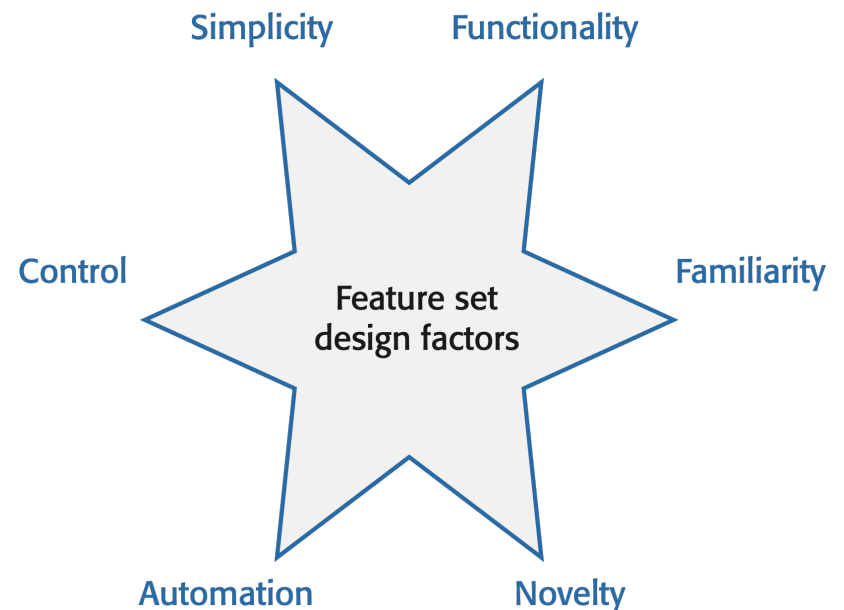 Simplicity
Functionality
Control
Familiarity
Feature set
design factors
Automation
Novelty